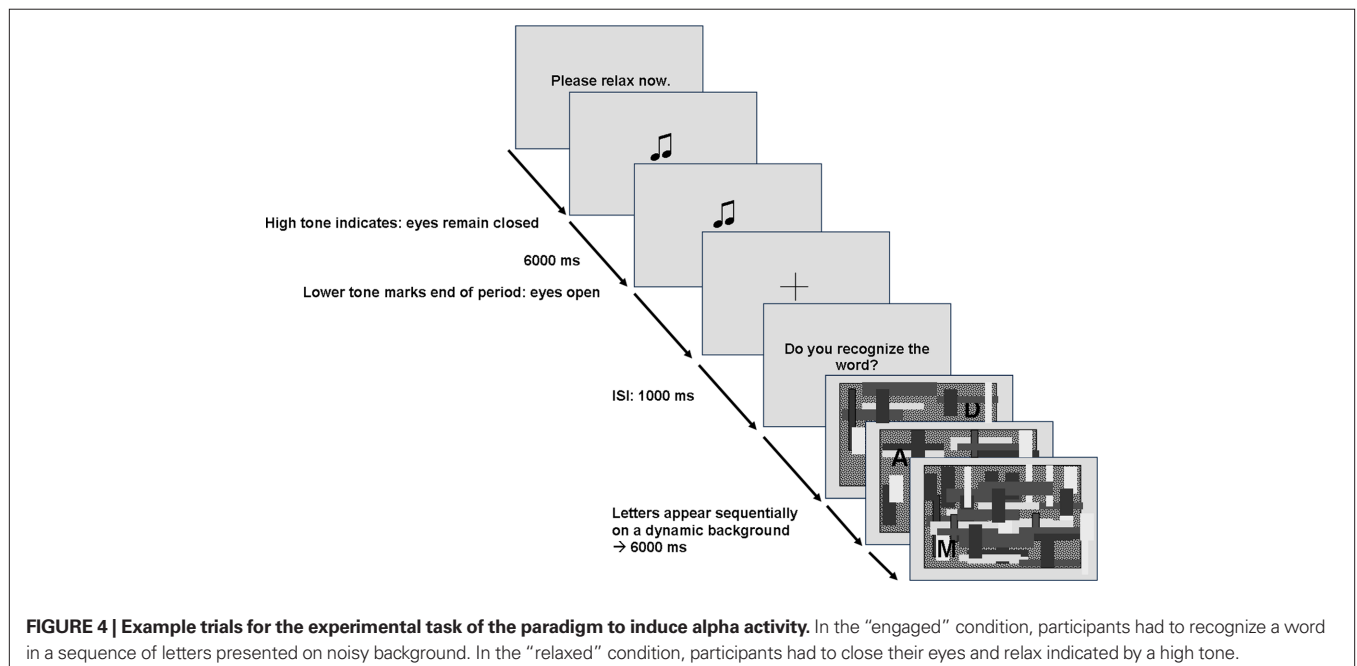 Please relax now.
High tone indicates: eyes remain closed
6000 ms
Lower tone marks end of period: eyes open
Do you recognize the
word?
ISI: 1000 ms
D
A
Letters appear sequentially
on a dynamic background
→ 6000 ms
M
FIGURE 4 | Example trials for the experimental task of the paradigm to induce alpha activity. In the “engaged” condition, participants had to recognize a word
in a sequence of letters presented on noisy background. In the “relaxed” condition, participants had to close their eyes and relax indicated by a high tone.